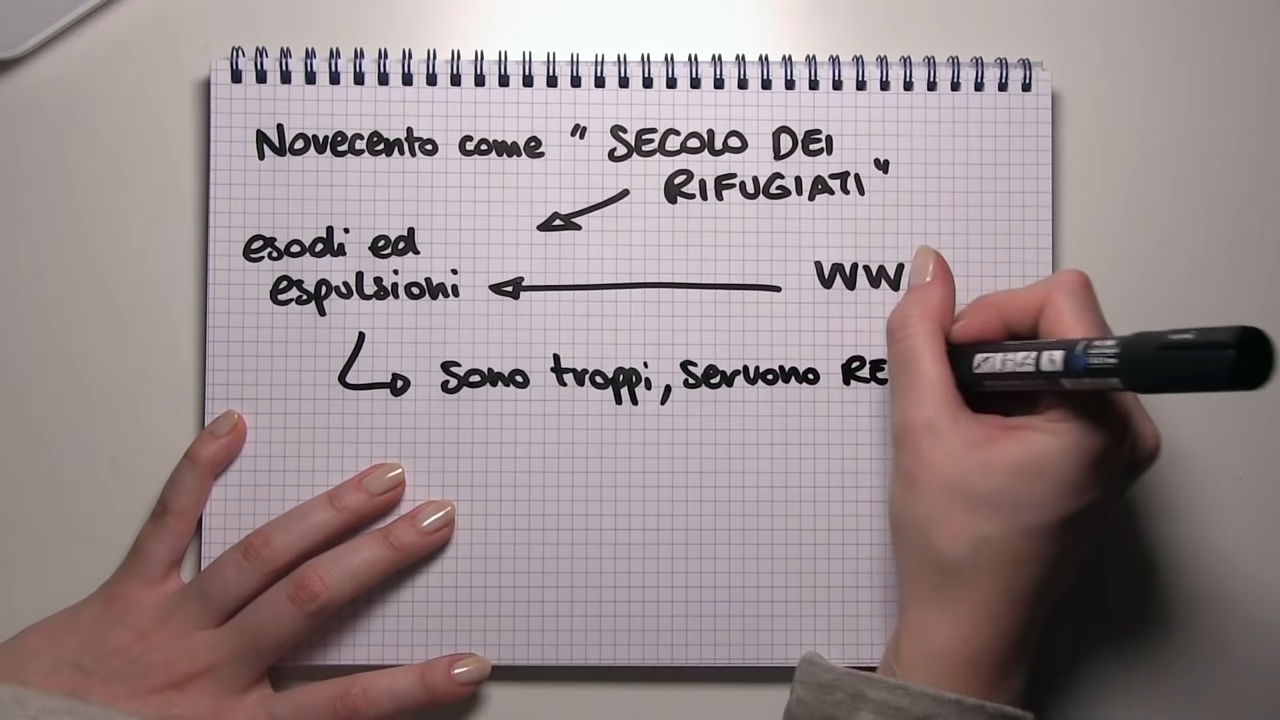 Novecento come " SECOLO DEI
RIFUGIATI"
esodi ed
espulsioni
WW
sono troppi, servono RE